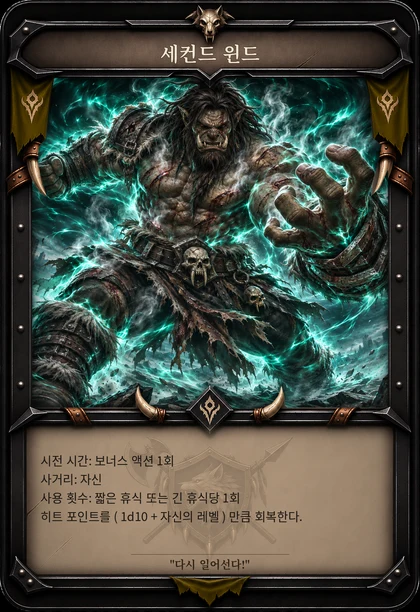 세컨드 윈드
시전 시간: 보너스 액션 1회
사거리: 자신
사용 횟수: 짧은 휴식 또는 긴 휴식당 1회
히트 포인트를 ( 1d10 + 자신의 레벨 ) 만큼 회복한다.
"다시 일어선다!"